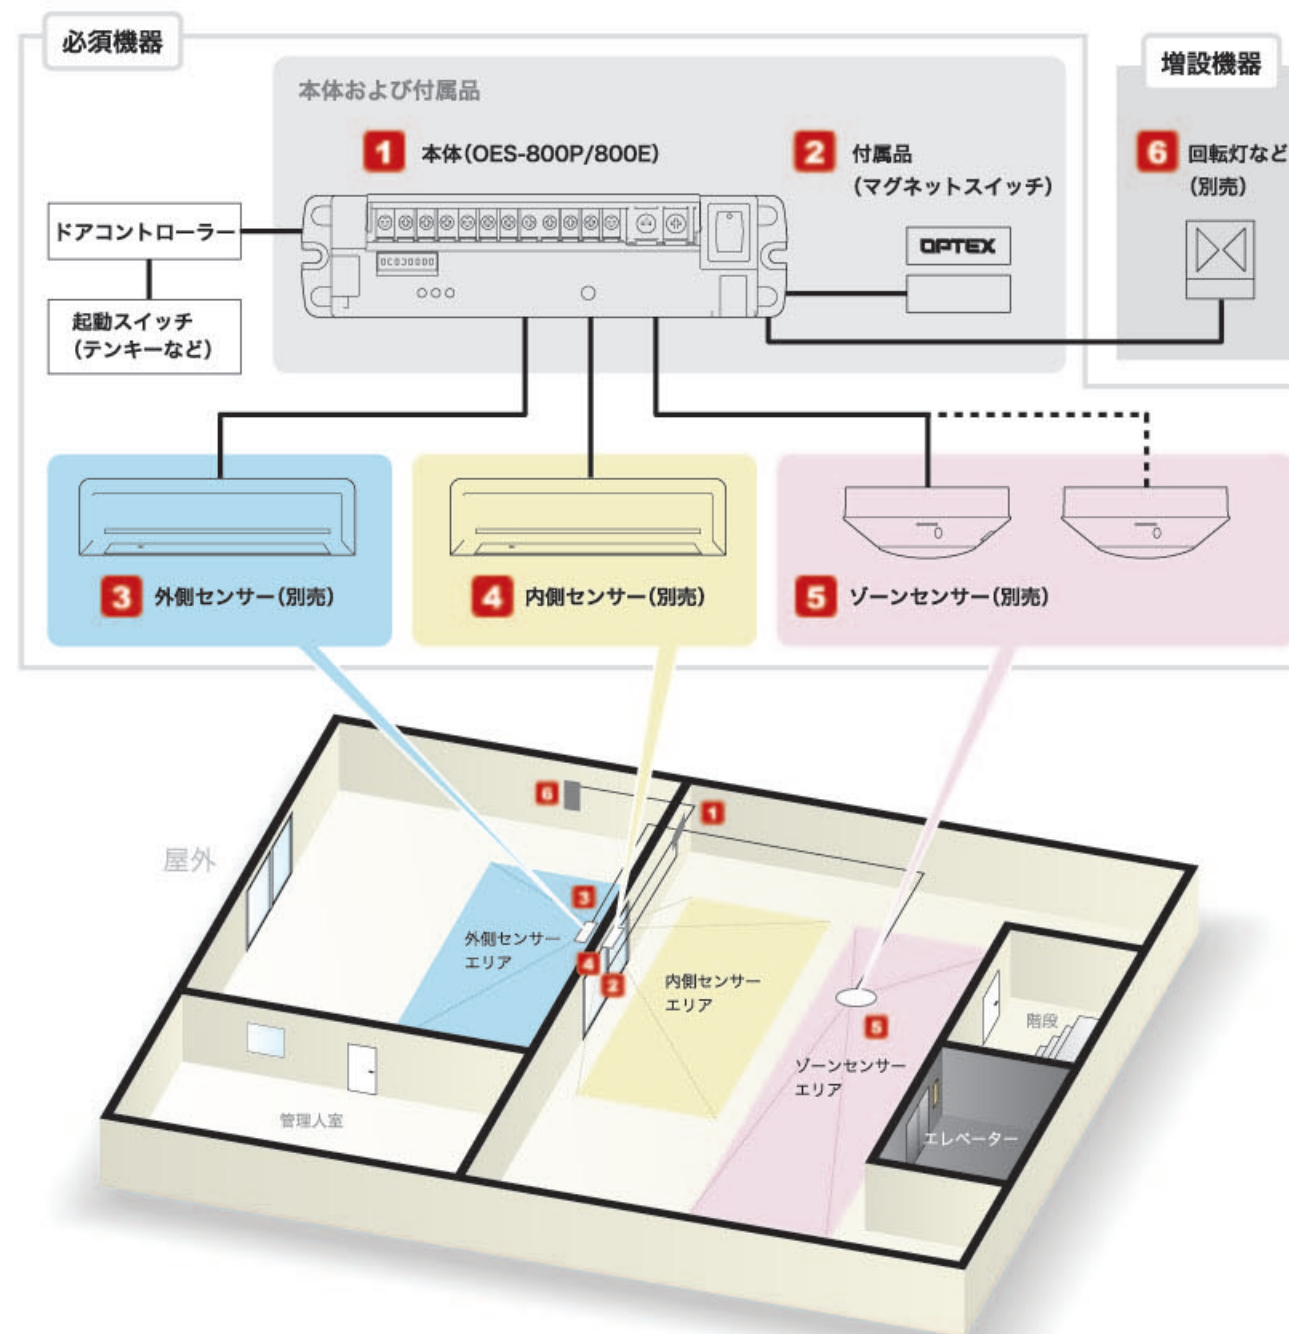 必須機器
増設機器
本体および付属品
1 本体(OES-800P/800E)
2 付属品
(マグネットスイッチ)
6 回転灯など
(別売)
ドアコントローラー
OPTEX
起動スイッチ
(テンキーなど)
3 外側センサー(別売)
4 内側センサー(別売)
5 ゾーンセンサー(別売)
6
1
屋外
3
外側センサー
エリア
4
2
内側センサー
エリア
5
階段
ゾーンセンサー
エリア
管理人室
エレベーター